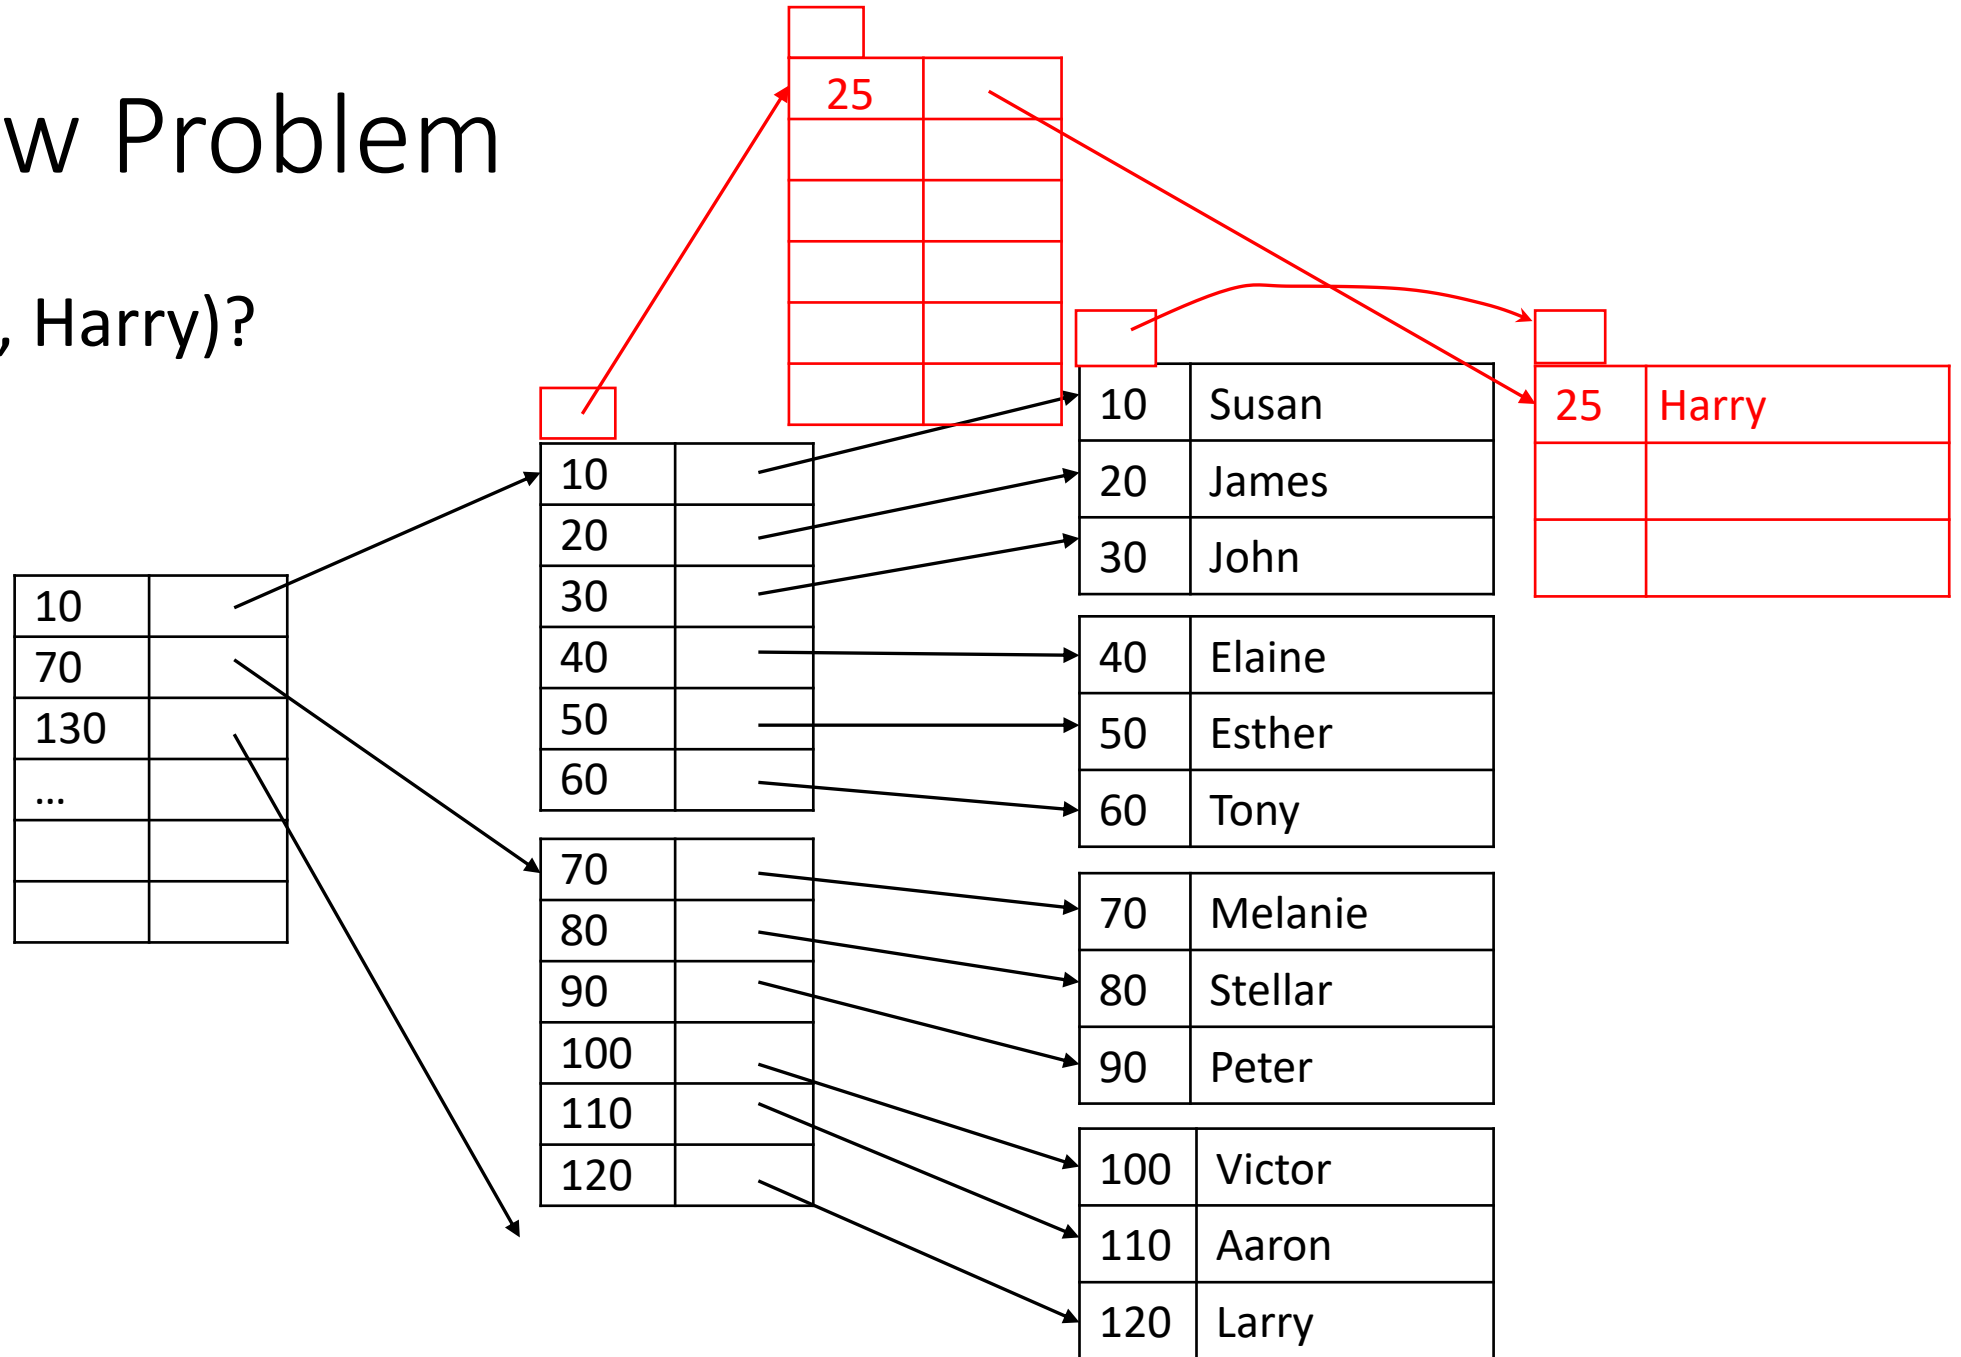 w Problem
, Harry)?
25
25 Harry
10
70
130
...
10
20
30
40
50
60
70
80
90
100
110
120
10 Susan
20 James
30 John
40 Elaine
50 Esther
60 Tony
70 Melanie
80 Stellar
90 Peter
100 Victor
110 Aaron
120 Larry